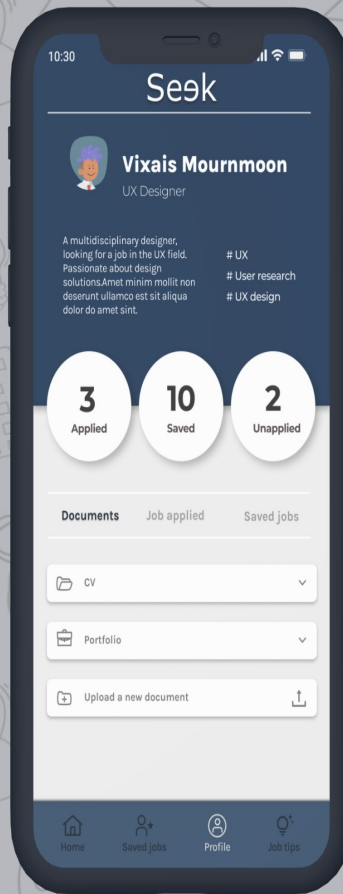 10:30
Seǝk
Vixais Mournmoon
UX Designer
A multidisciplinary designer,
looking for a job in the UX field.
Passionate about design
solutions.Amet minim mollit non
deserunt ullamco est sit aliqua
dolor do amet sint.
# UX
# User research
# UX design
3 10 2
Applied Saved Unapplied
Documents Job applied Saved jobs
CV
Portfolio
Upload a new document
Home Saved jobs Profile Job tips